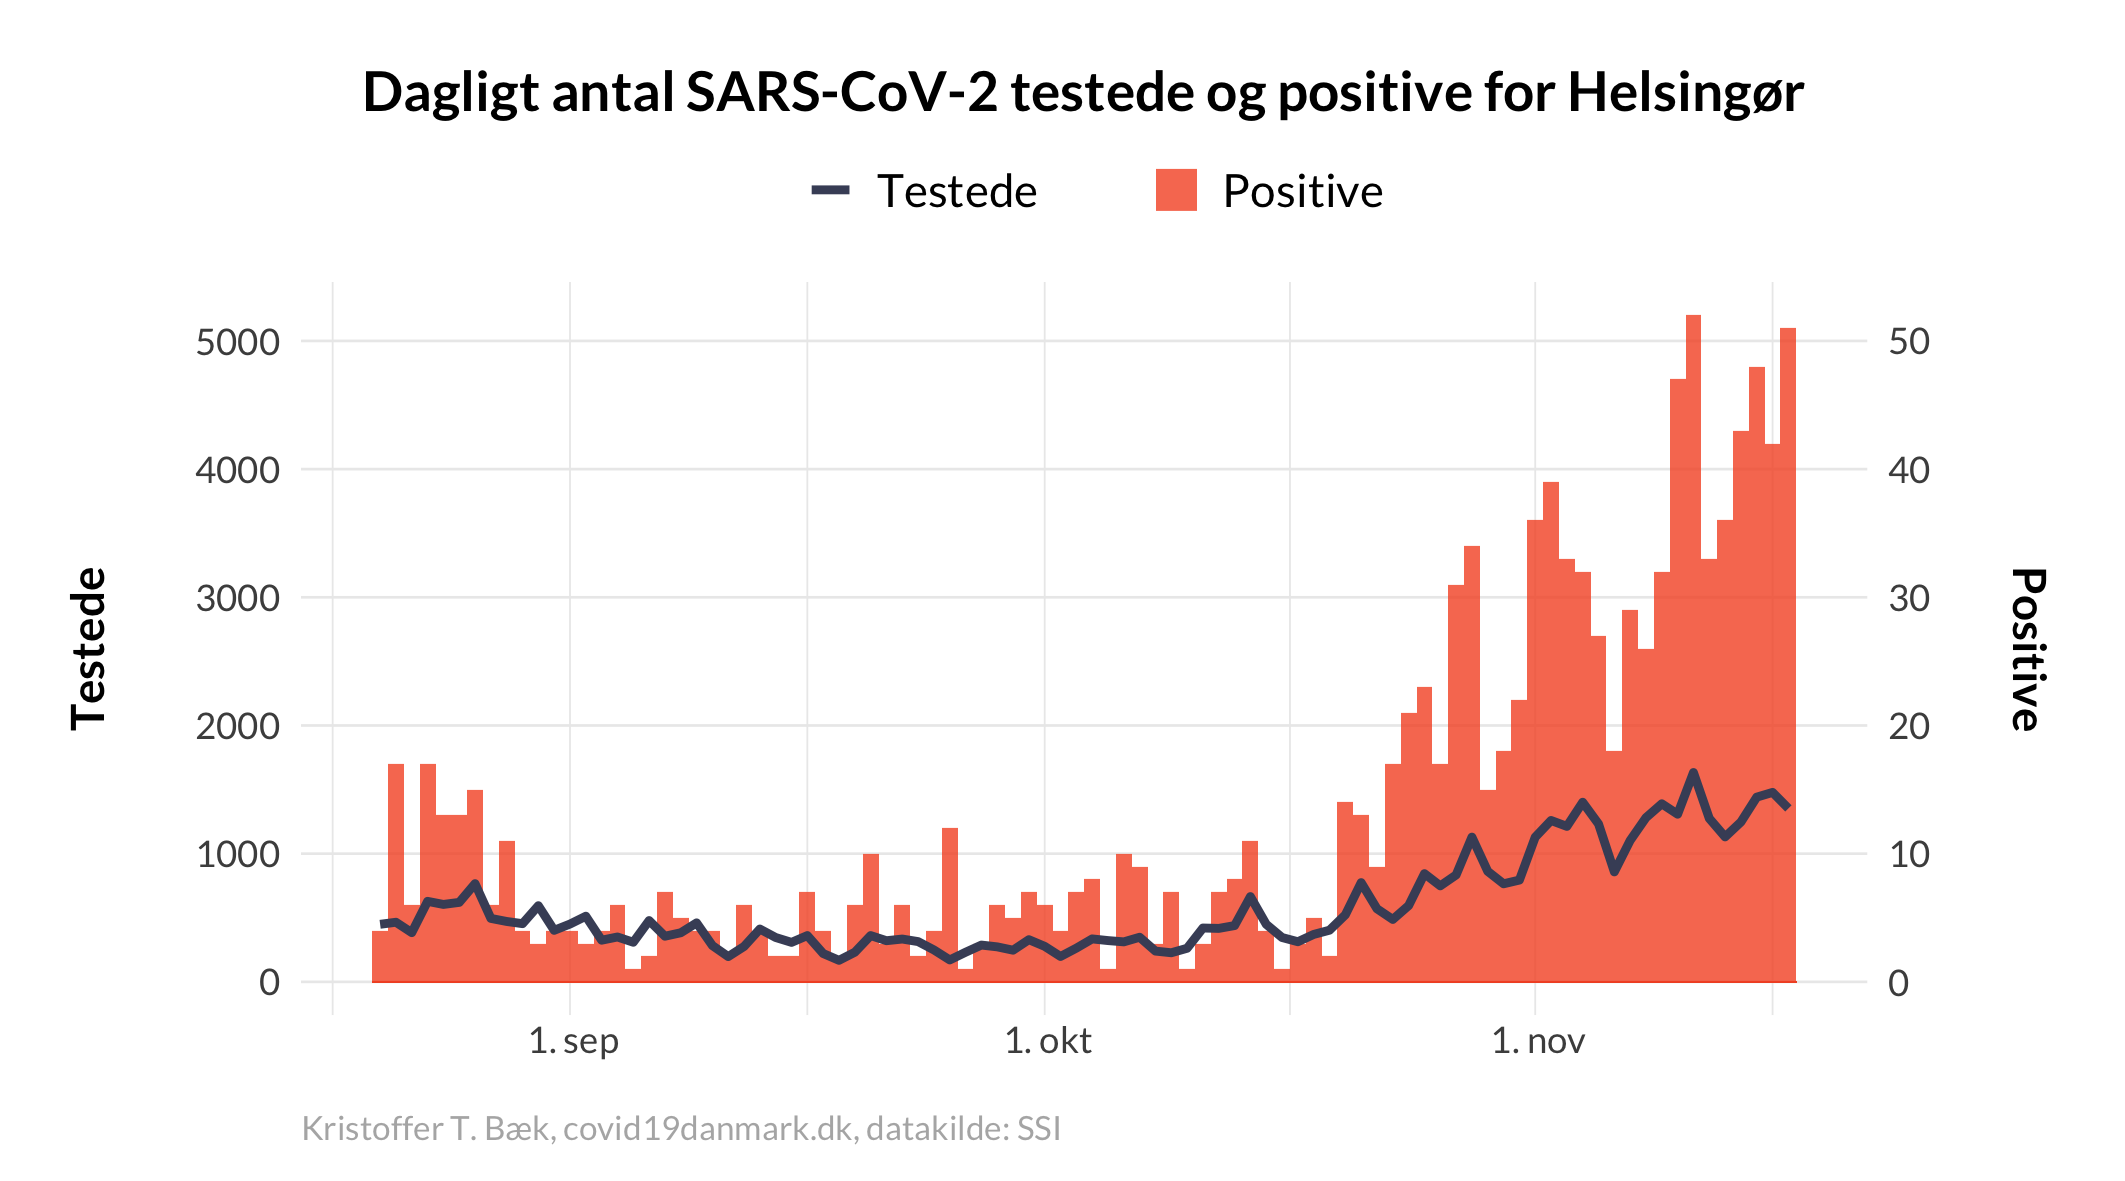 Dagligt antal SARS-CoV-2 testede og positive for Helsingør
Testede
Positive
5000
4000
3000
2000
1000
0
50
40
30
20
10
0
Testede
Positive
1. sep
1. okt
1. nov
Kristoffer T. Bæk, covid19danmark.dk, datakilde: SSI